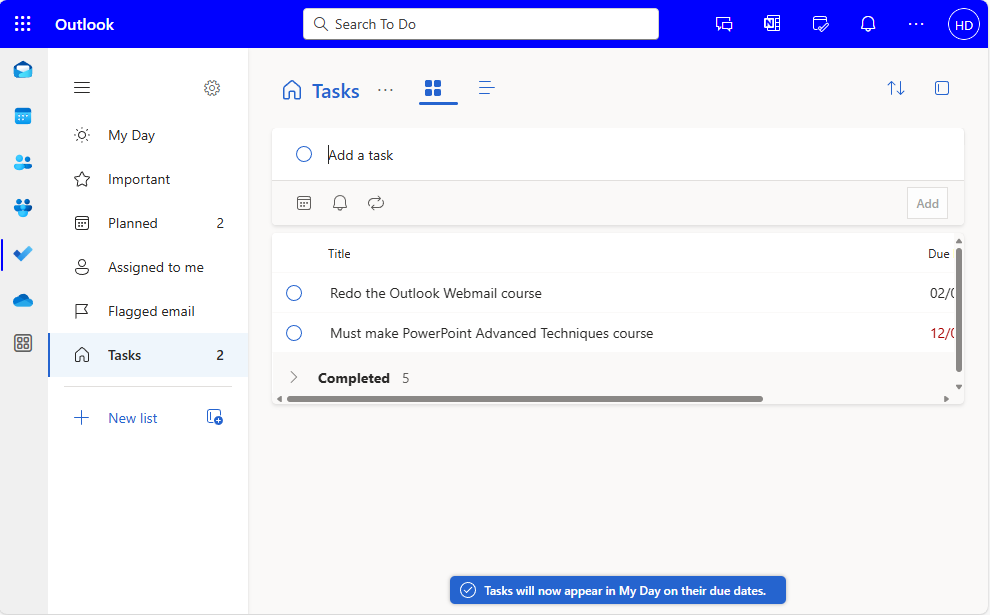 Outlook
Search To Do
HD
My Day
Important
Planned 2
Assigned to me
Flagged email
Tasks 2
New list
Tasks
Add a task
Add
Title Due
Redo the Outlook Webmail course 02/0
Must make PowerPoint Advanced Techniques course 12/0
Completed 5
Tasks will now appear in My Day on their due dates.